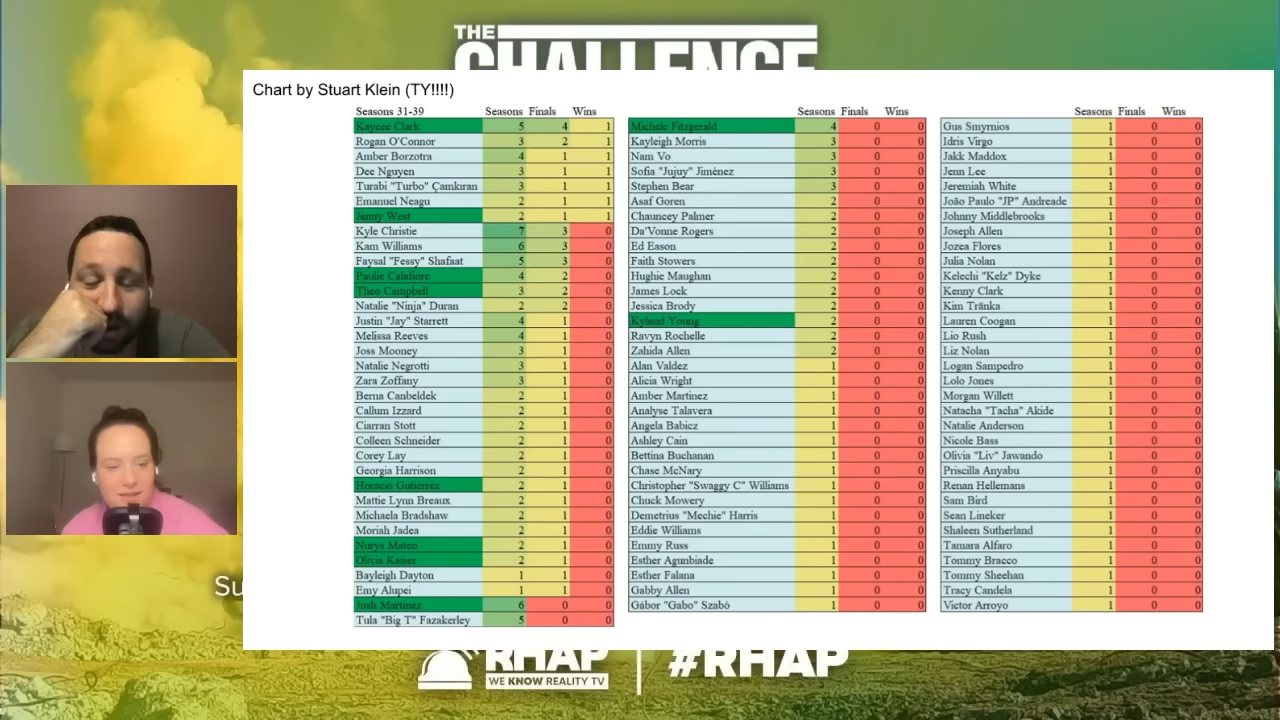 THE
CHALLENGE
Chart by Stuart Klein (TY!!!!)
Seasons 31-39 Seasons Finals Wins
Kaycee Clark 5 4 1
Rogan O'Connor 3 2 1
Amber Borzotra 4 1 1
Dee Nguyen 3 1 1
Turabi "Turbo" Çamkıran 3 1 1
Emanuel Neagu 2 1 1
Jenny West 2 1 1
Kyle Christie 7 3 0
Kam Williams 6 3 0
Faysal "Fessy" Shafaat 5 3 0
Paulie Calafiore 4 2 0
Theo Campbell 3 2 0
Natalie "Ninja" Duran 2 2 0
Justin "Jay" Starrett 4 1 0
Melissa Reeves 4 1 0
Joss Mooney 3 1 0
Natalie Negrotti 3 1 0
Zara Zoffany 3 1 0
Berna Canbeldek 2 1 0
Callum Izzard 2 1 0
Ciarran Stott 2 1 0
Colleen Schneider 2 1 0
Corey Lay 2 1 0
Georgia Harrison 2 1 0
Horacio Gutiérrez 2 1 0
Mattie Lynn Breaux 2 1 0
Michaela Bradshaw 2 1 0
Moriah Jadea 2 1 0
Nurys Mateo 2 1 0
Olivia Kaiser 2 1 0
Bayleigh Dayton 1 1 0
Emy Alupei 1 1 0
Josh Martinez 6 0 0
Tula "Big T" Fazakerley 5 0 0
Seasons Finals Wins
Michele Fitzgerald 4 0 0
Kayleigh Morris 3 0 0
Nam Vo 3 0 0
Sofia "Jujuy" Jiménez 3 0 0
Stephen Bear 3 0 0
Asaf Goren 2 0 0
Chauncey Palmer 2 0 0
Da'Vonne Rogers 2 0 0
Ed Eason 2 0 0
Faith Stowers 2 0 0
Hughie Maughan 2 0 0
James Lock 2 0 0
Jessica Brody 2 0 0
Kyland Young 2 0 0
Ravyn Rochelle 2 0 0
Zahida Allen 2 0 0
Alan Valdez 1 0 0
Alicia Wright 1 0 0
Amber Martinez 1 0 0
Analyse Talavera 1 0 0
Angela Babicz 1 0 0
Ashley Cain 1 0 0
Bettina Buchanan 1 0 0
Chase McNary 1 0 0
Christopher "Swaggy C" Williams 1 0 0
Chuck Mowery 1 0 0
Demetrius "Mechie" Harris 1 0 0
Eddie Williams 1 0 0
Emmy Russ 1 0 0
Esther Agunbiade 1 0 0
Esther Falana 1 0 0
Gabby Allen 1 0 0
Gábor "Gabo" Szabó 1 0 0
Seasons Finals Wins
Gus Smyrnios 1 0 0
Idris Virgo 1 0 0
Jakk Maddox 1 0 0
Jenn Lee 1 0 0
Jeremiah White 1 0 0
João Paulo "JP" Andreade 1 0 0
Johnny Middlebrooks 1 0 0
Joseph Allen 1 0 0
Jozea Flores 1 0 0
Julia Nolan 1 0 0
Kelechi "Kelz" Dyke 1 0 0
Kenny Clark 1 0 0
Kim Tränka 1 0 0
Lauren Coogan 1 0 0
Lio Rush 1 0 0
Liz Nolan 1 0 0
Logan Sampedro 1 0 0
Lolo Jones 1 0 0
Morgan Willett 1 0 0
Natacha "Tacha" Akide 1 0 0
Natalie Anderson 1 0 0
Nicole Bass 1 0 0
Olivia "Liv" Jawando 1 0 0
Priscilla Anyabu 1 0 0
Renan Hellemans 1 0 0
Sam Bird 1 0 0
Sean Lineker 1 0 0
Shaleen Sutherland 1 0 0
Tamara Alfaro 1 0 0
Tommy Bracco 1 0 0
Tommy Sheehan 1 0 0
Tracy Candela 1 0 0
Victor Arroyo 1 0 0
Su
RHAP
WE KNOW REALITY TV
#RHAP